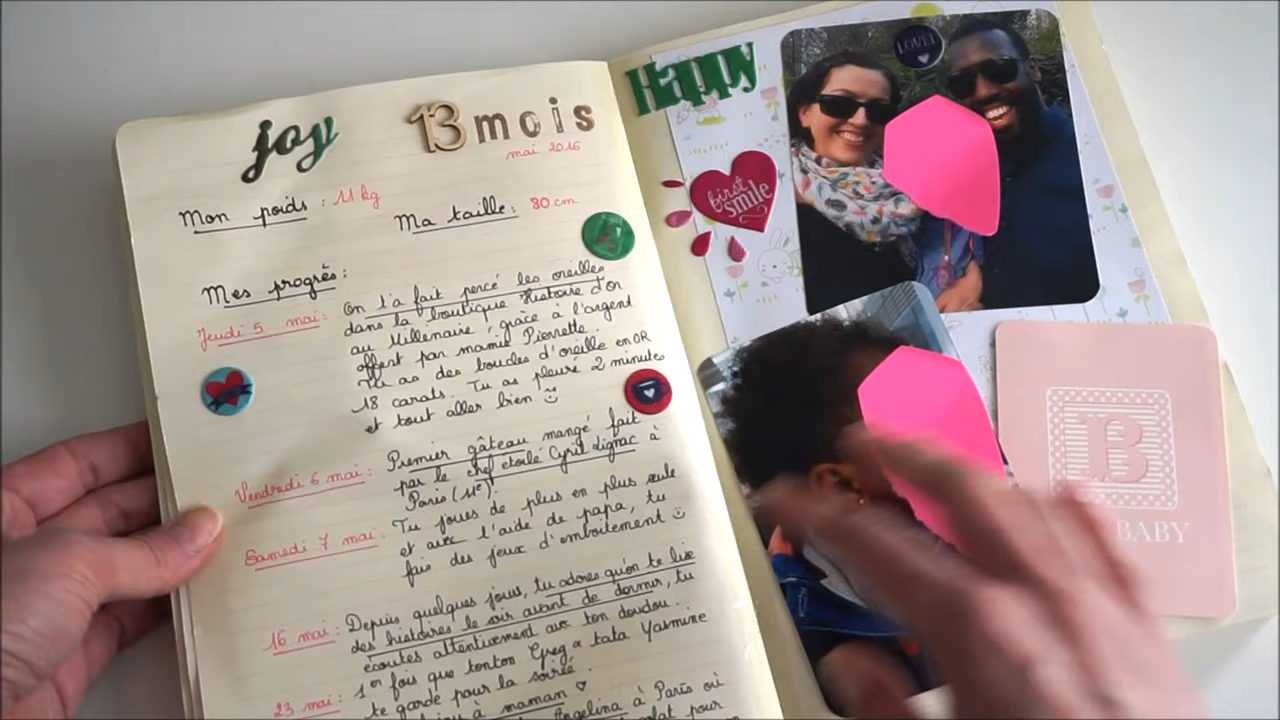 joy
13 mois
mai 2016
Mon poids : 11 kg
Ma taille : 80 cm
Mes progrès :
Jeudi 5 mai : On t'a fait percé les oreilles
dans la boutique Histoire d'or
au Millenaire, grâce à l'argent
offert par mamie Pierrette.
Tu as des boucles d'oreille en OR
18 carats. Tu as pleuré 2 minutes
et tout aller bien
Vendredi 6 mai : Premier gâteau mangé fait
par le chef étoilé Cyril Lignac à
Paris (11e).
Samedi 7 mai : Tu joues de plus en plus seule
et avec l'aide de papa, tu
fais des jeux d'emboitement
16 mai : Depuis quelques jours, tu adores qu'on te lise
des histoires le soir avant de dormir, tu
écoutes attentivement avec ton doudou.
1er fois que tonton Greg & tata Yasmine
te garde pour la soirée.
23 mai : à maman
Angelina à Paris où
pour
Happy
LOVE!
first
smile
B
BABY